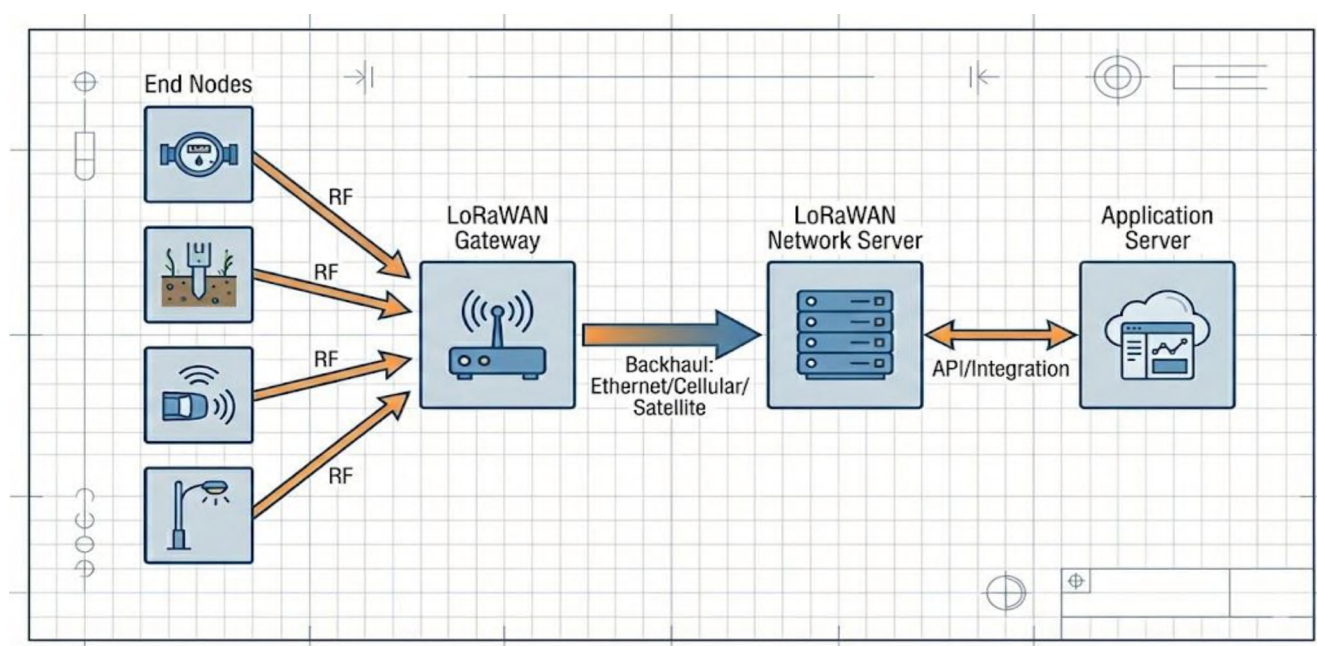 End Nodes
RF
RF
RF
RF
LoRaWAN
Gateway
Backhaul:
Ethernet/Cellular/
Satellite
LoRaWAN
Network Server
API/Integration
Application
Server